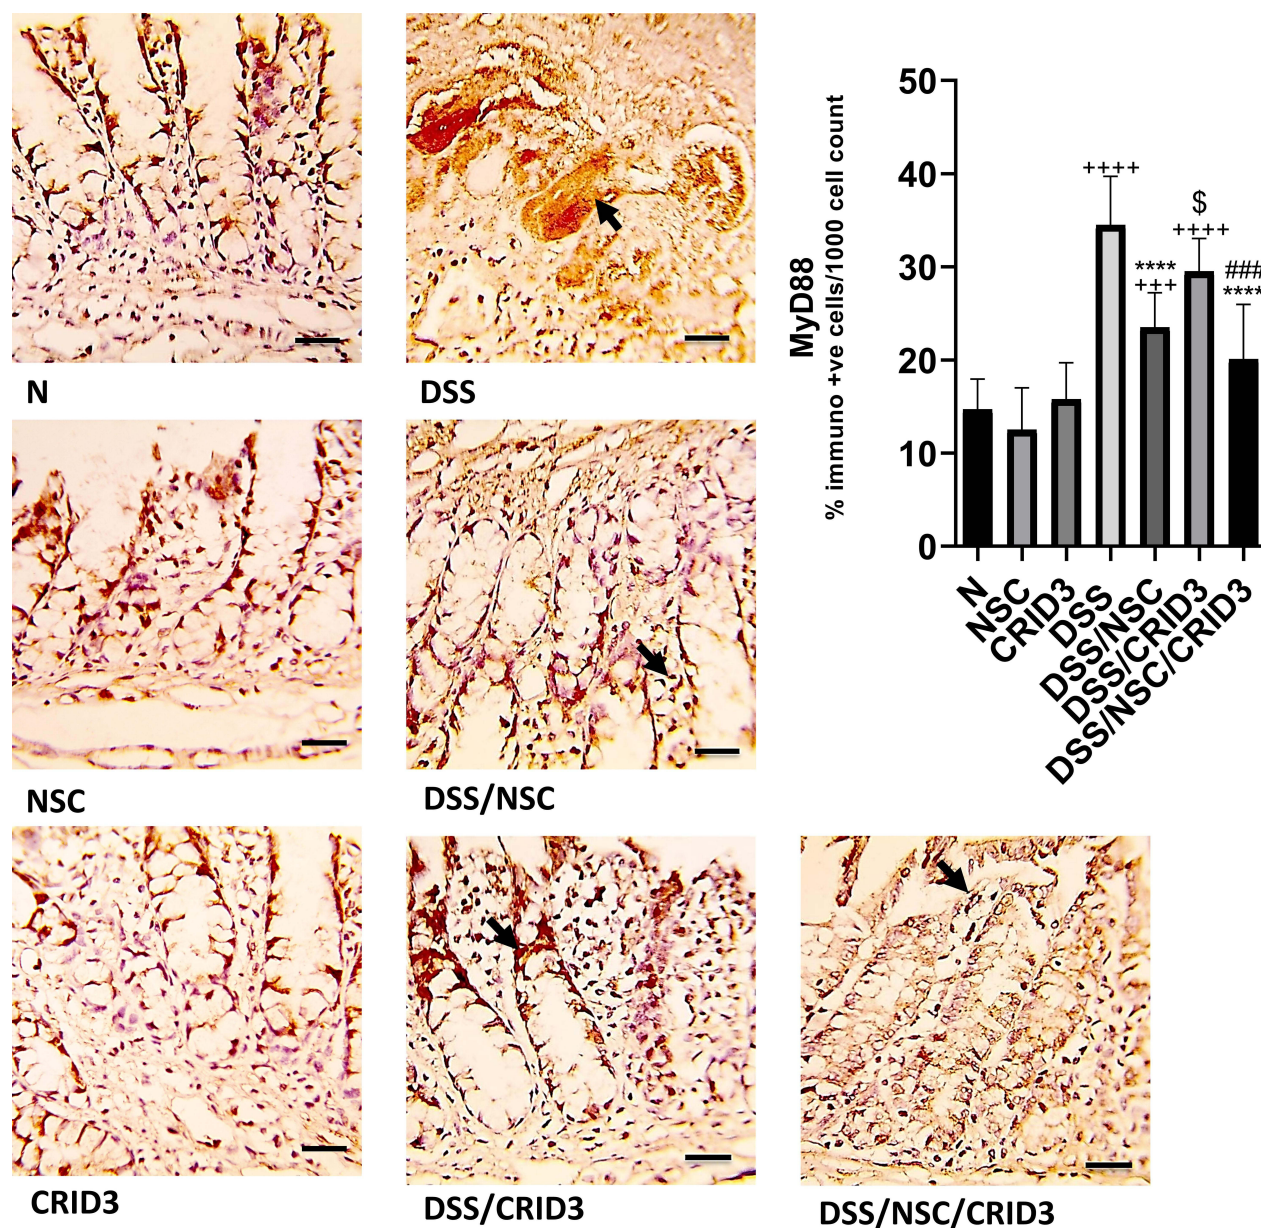 N
DSS
NSC
DSS/NSC
CRID3
DSS/CRID3
DSS/NSC/CRID3
MyD88
% immuno +ve cells/1000 cell count
50
40
30
20
10
0
++++
****
+++
$
++++
###
****
N
NSC
CRID3
DSS
DSS/NSC
DSS/CRID3
DSS/NSC/CRID3